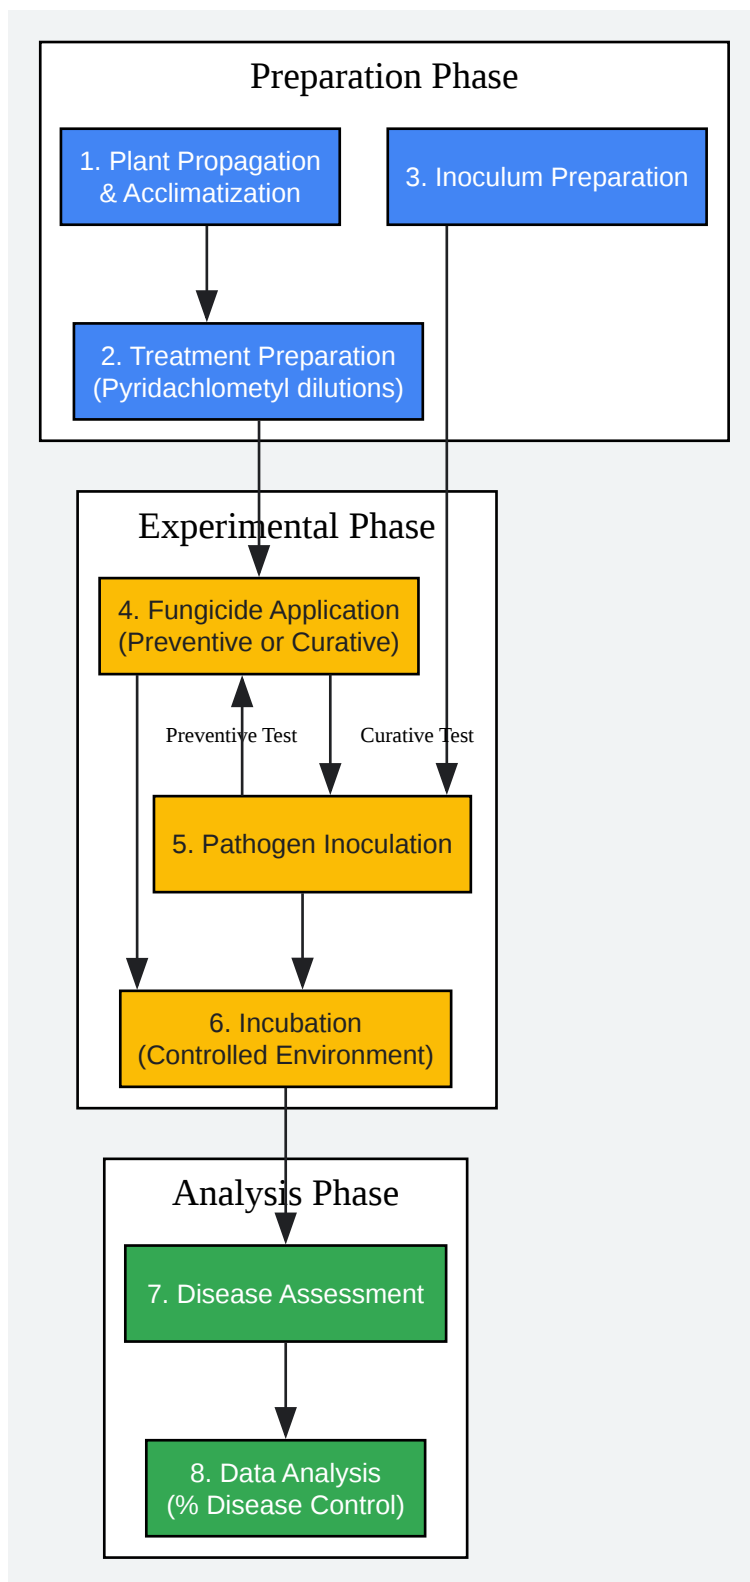 Preparation Phase
1. Plant Propagation
& Acclimatization
3. Inoculum Preparation
2. Treatment Preparation
(Pyridachlometyl dilutions)
Experimental Phase
4. Fungicide Application
(Preventive or Curative)
Preventive Test
Curative Test
5. Pathogen Inoculation
6. Incubation
(Controlled Environment)
Analysis Phase
7. Disease Assessment
8. Data Analysis
(% Disease Control)